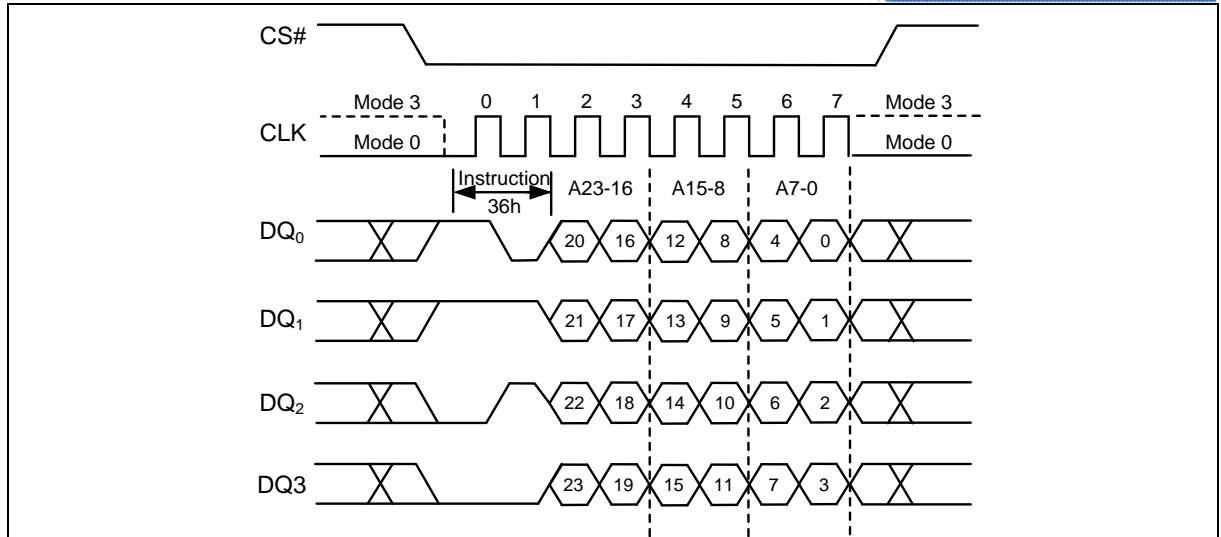 CS#
Mode 3 0 1 2 3 4 5 6 7 Mode 3
CLK
Mode 0 Mode 0
Instruction A23-16 A15-8 A7-0
36h
DQ₀ 20 16 12 8 4 0
DQ₁ 21 17 13 9 5 1
DQ₂ 22 18 14 10 6 2
DQ3 23 19 15 11 7 3